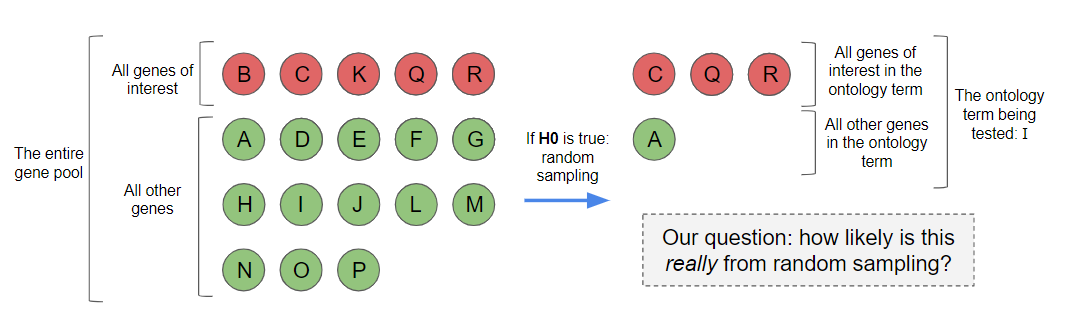 All genes of
interest
B C K Q R
The entire
gene pool
All other
genes
A D E F G
H I J L M
N O P
If H0 is true:
random
sampling
C Q R
All genes of
interest in the
ontology term
A
All other genes
in the ontology
term
The ontology
term being
tested: I
Our question: how likely is this
really from random sampling?